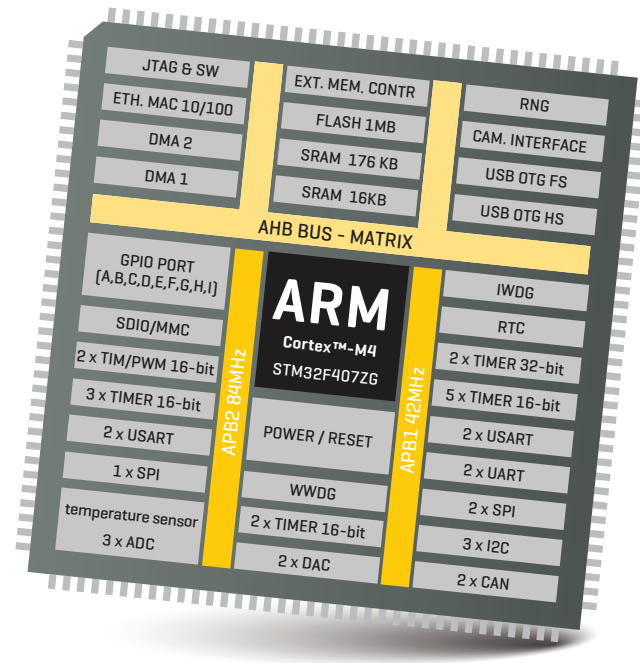 JTAG & SW
ETH. MAC 10/100
DMA 2
DMA 1
EXT. MEM. CONTR
FLASH 1MB
SRAM 176 KB
SRAM 16KB
RNG
CAM. INTERFACE
USB OTG FS
USB OTG HS
AHB BUS - MATRIX
GPIO PORT
(A,B,C,D,E,F,G,H,I)
SDIO/MMC
2 x TIM/PWM 16-bit
3 x TIMER 16-bit
2 x USART
1 x SPI
temperature sensor
3 x ADC
APB2 84MHz
ARM
Cortex™-M4
STM32F407ZG
POWER / RESET
WWDG
2 x TIMER 16-bit
2 x DAC
APB1 42MHz
IWDG
RTC
2 x TIMER 32-bit
5 x TIMER 16-bit
2 x USART
2 x UART
2 x SPI
3 x I2C
2 x CAN